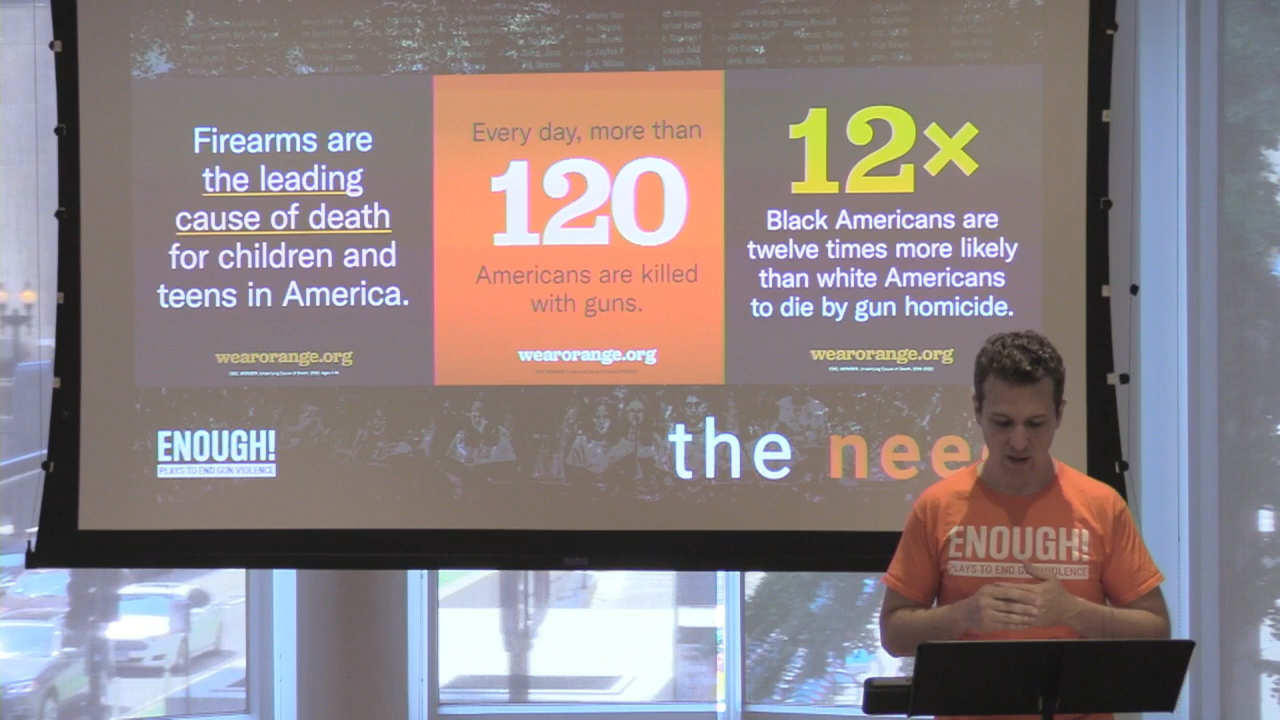 Firearms are
the leading
cause of death
for children and
teens in America.
wearorange.org
Every day, more than
120
Americans are killed
with guns.
wearorange.org
12×
Black Americans are
twelve times more likely
than white Americans
to die by gun homicide.
wearorange.org
ENOUGH!
PLAYS TO END GUN VIOLENCE
the nee
ENOUGH!
PLAYS TO END GUN VIOLENCE